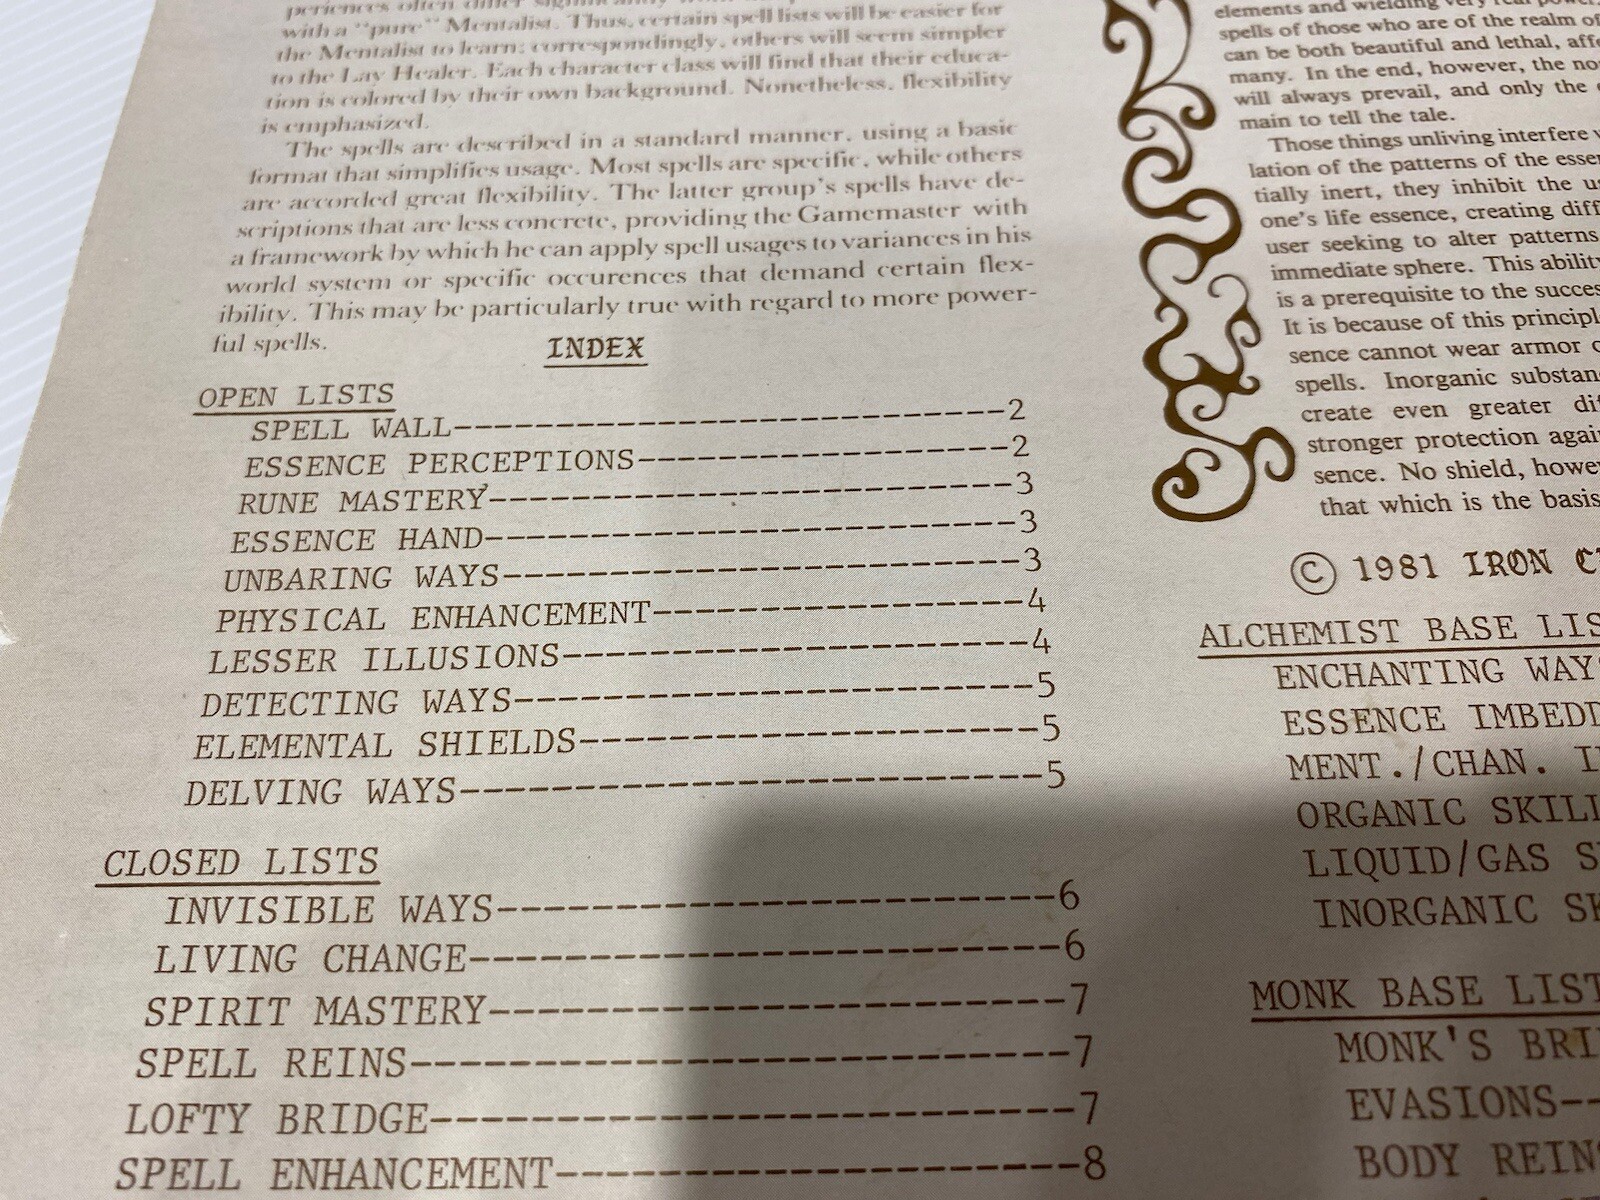 with a "pure" Mentalist. Thus, certain spell lists will be easier for
the Mentalist to learn; correspondingly, others will seem simpler
to the Lay Healer. Each character class will find that their educa-
tion is colored by their own background. Nonetheless, flexibility
is emphasized.
The spells are described in a standard manner, using a basic
format that simplifies usage. Most spells are specific, while others
are accorded great flexibility. The latter group's spells have de-
scriptions that are less concrete, providing the Gamemaster with
a framework by which he can apply spell usages to variances in his
world system or specific occurences that demand certain flex-
ibility. This may be particularly true with regard to more power-
ful spells.
INDEX
OPEN LISTS
SPELL WALL-----------------------2
ESSENCE PERCEPTIONS---------------2
RUNE MASTERY---------------------3
ESSENCE HAND---------------------3
UNBARING WAYS--------------------3
PHYSICAL ENHANCEMENT--------------4
LESSER ILLUSIONS-----------------4
DETECTING WAYS-------------------5
ELEMENTAL SHIELDS----------------5
DELVING WAYS---------------------5
CLOSED LISTS
INVISIBLE WAYS-------------------6
LIVING CHANGE--------------------6
SPIRIT MASTERY-------------------7
SPELL REINS----------------------7
LOFTY BRIDGE---------------------7
SPELL ENHANCEMENT----------------8
elements and wielding very real
spells of those who are of the realm of
can be both beautiful and lethal,
many. In the end, however, the
will always prevail, and only the
main to tell the tale.
Those things unliving interfere
lation of the patterns of the
tially inert, they inhibit the
one's life essence, creating
user seeking to alter patterns
immediate sphere. This ability
is a prerequisite to the
It is because of this
sence cannot wear armor
spells. Inorganic
create even greater
stronger protection
sence. No shield,
that which is the basis
© 1981 IRON
ALCHEMIST BASE
ENCHANTING
ESSENCE
MENT./CHAN.
ORGANIC
LIQUID/GAS
INORGANIC
MONK BASE
MONK'S
EVASIONS--
BODY